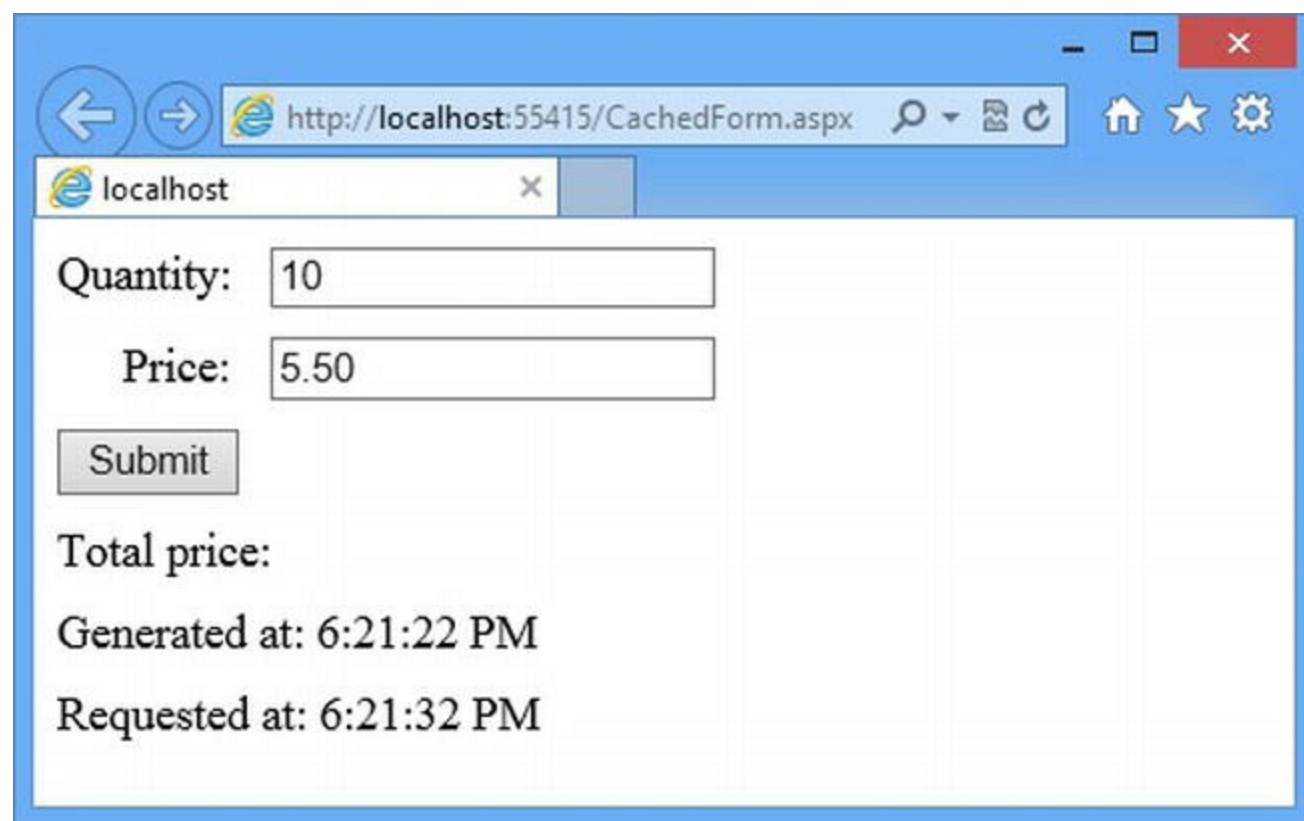 http://localhost:55415/CachedForm.aspx
localhost
Quantity: 10
Price: 5.50
Submit
Total price:
Generated at: 6:21:22 PM
Requested at: 6:21:32 PM